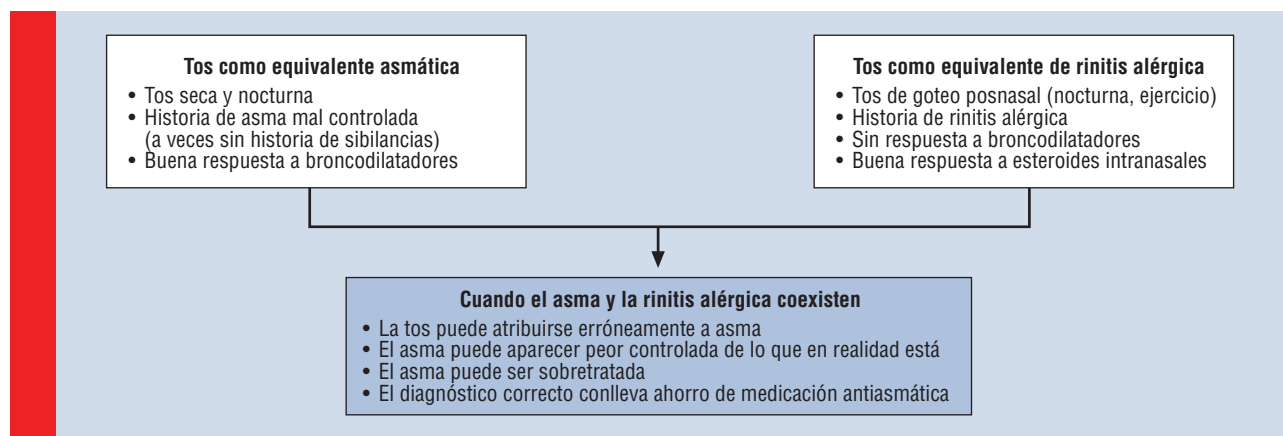 Tos como equivalente asmática
• Tos seca y nocturna
• Historia de asma mal controlada
(a veces sin historia de sibilancias)
• Buena respuesta a broncodilatadores
Tos como equivalente de rinitis alérgica
• Tos de goteo posnasal (nocturna, ejercicio)
• Historia de rinitis alérgica
• Sin respuesta a broncodilatadores
• Buena respuesta a esteroides intranasales
Cuando el asma y la rinitis alérgica coexisten
• La tos puede atribuirse erróneamente a asma
• El asma puede aparecer peor controlada de lo que en realidad está
• El asma puede ser sobretratada
• El diagnóstico correcto conlleva ahorro de medicación antiasmática